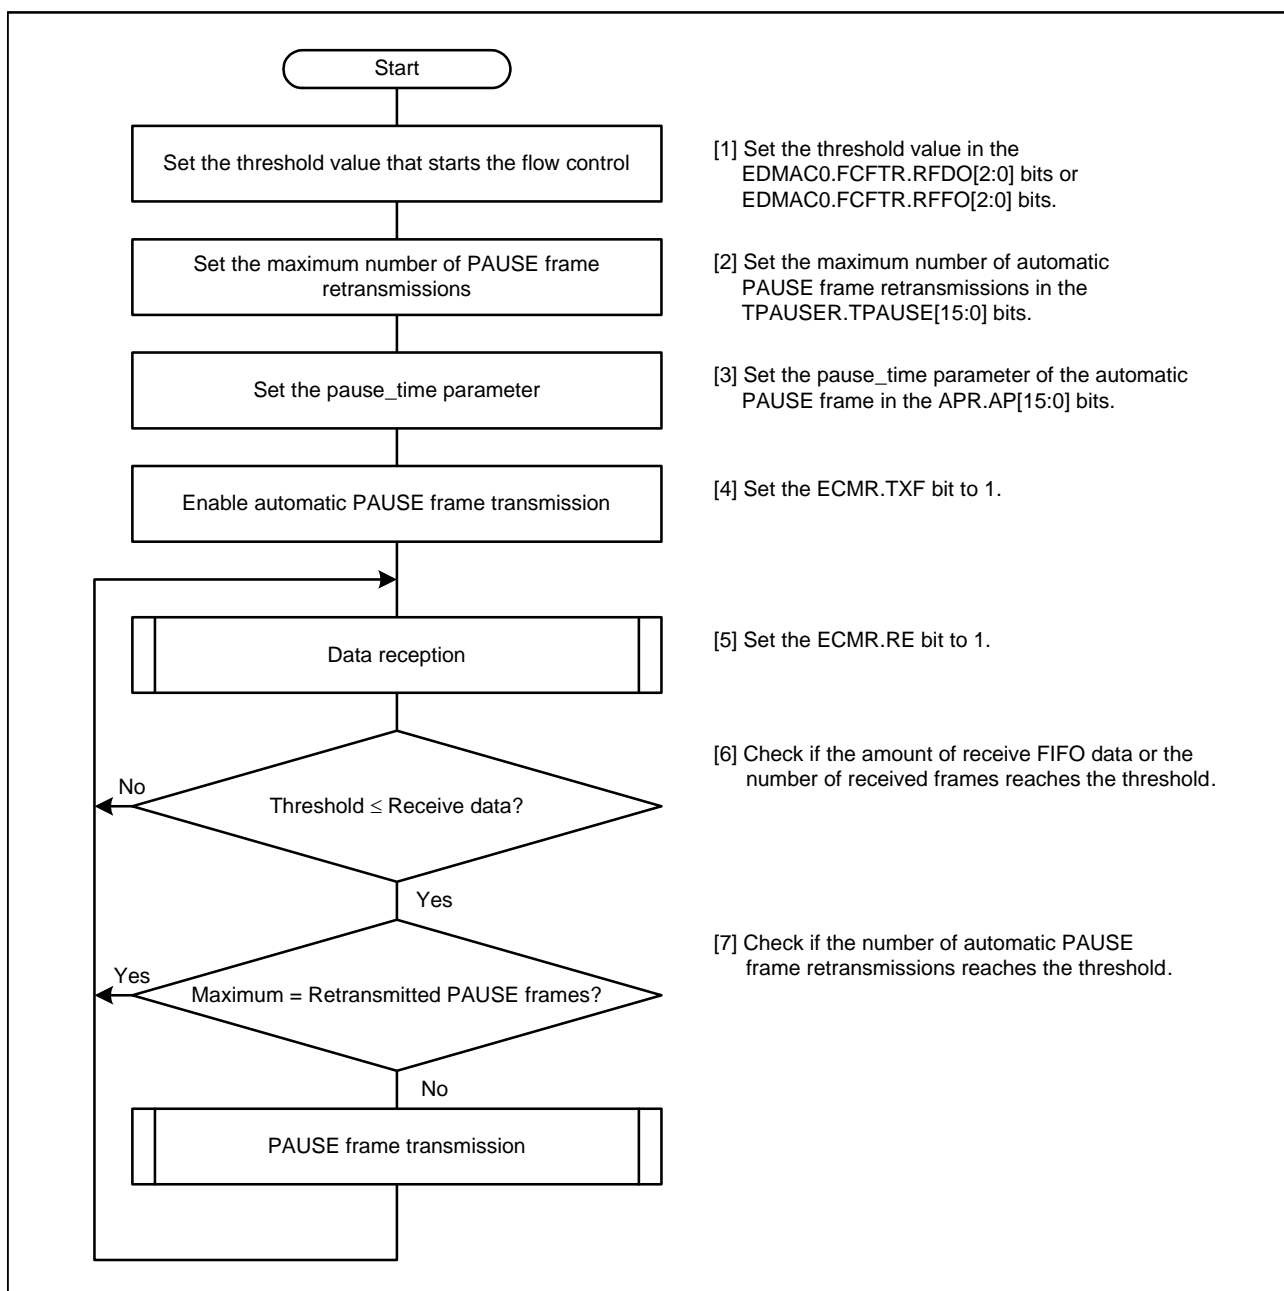 Start
Set the threshold value that starts the flow control
[1] Set the threshold value in the
EDMAC0.FCFTR.RFDO[2:0] bits or
EDMAC0.FCFTR.RFFO[2:0] bits.
Set the maximum number of PAUSE frame
retransmissions
[2] Set the maximum number of automatic
PAUSE frame retransmissions in the
TPAUSER.TPAUSE[15:0] bits.
Set the pause_time parameter
[3] Set the pause_time parameter of the automatic
PAUSE frame in the APR.AP[15:0] bits.
Enable automatic PAUSE frame transmission
[4] Set the ECMR.TXF bit to 1.
Data reception
[5] Set the ECMR.RE bit to 1.
No
Threshold ≤ Receive data?
[6] Check if the amount of receive FIFO data or the
number of received frames reaches the threshold.
Yes
Yes
Maximum = Retransmitted PAUSE frames?
[7] Check if the number of automatic PAUSE
frame retransmissions reaches the threshold.
No
PAUSE frame transmission